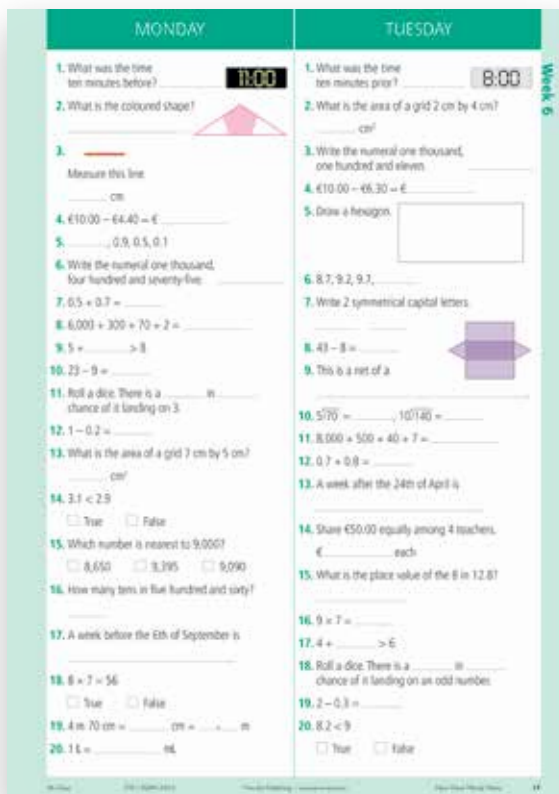 MONDAY
1. What was the time
ten minutes before? 11:00
2. What is the coloured shape?
3.
Measure this line.
cm
4. €10.00 – €4.40 = €
5. , 0.9, 0.5, 0.1
6. Write the numeral one thousand,
four hundred and seventy-five.
7. 0.5 + 0.7 =
8. 6,000 + 300 + 70 + 2 =
9. 5 + > 8
10. 23 – 9 =
11. Roll a dice. There is a in
chance of it landing on 3.
12. 1 – 0.2 =
13. What is the area of a grid 7 cm by 5 cm?
cm²
14. 3.1 < 2.9
True False
15. Which number is nearest to 9,000?
8,650 9,395 9,090
16. How many tens in five hundred and sixty?
17. A week before the 6th of September is
18. 8 × 7 = 56
True False
19. 4 m 70 cm = cm = . m
20. 1 L = mL
TUESDAY
1. What was the time
ten minutes prior? 8:00
2. What is the area of a grid 2 cm by 4 cm?
cm²
3. Write the numeral one thousand,
one hundred and eleven.
4. €10.00 – €6.30 = €
5. Draw a hexagon.
6. 8.7, 9.2, 9.7,
7. Write 2 symmetrical capital letters.
8. 43 – 8 =
9. This is a net of a
10. 5)70 = , 10)140 =
11. 8,000 + 500 + 40 + 7 =
12. 0.7 + 0.8 =
13. A week after the 24th of April is
14. Share €50.00 equally among 4 teachers.
€ each
15. What is the place value of the 8 in 12.8?
16. 9 × 7 =
17. 4 + > 6
18. Roll a dice. There is a in
chance of it landing on an odd number.
19. 2 – 0.3 =
20. 8.2 < 9
True False
Week 6